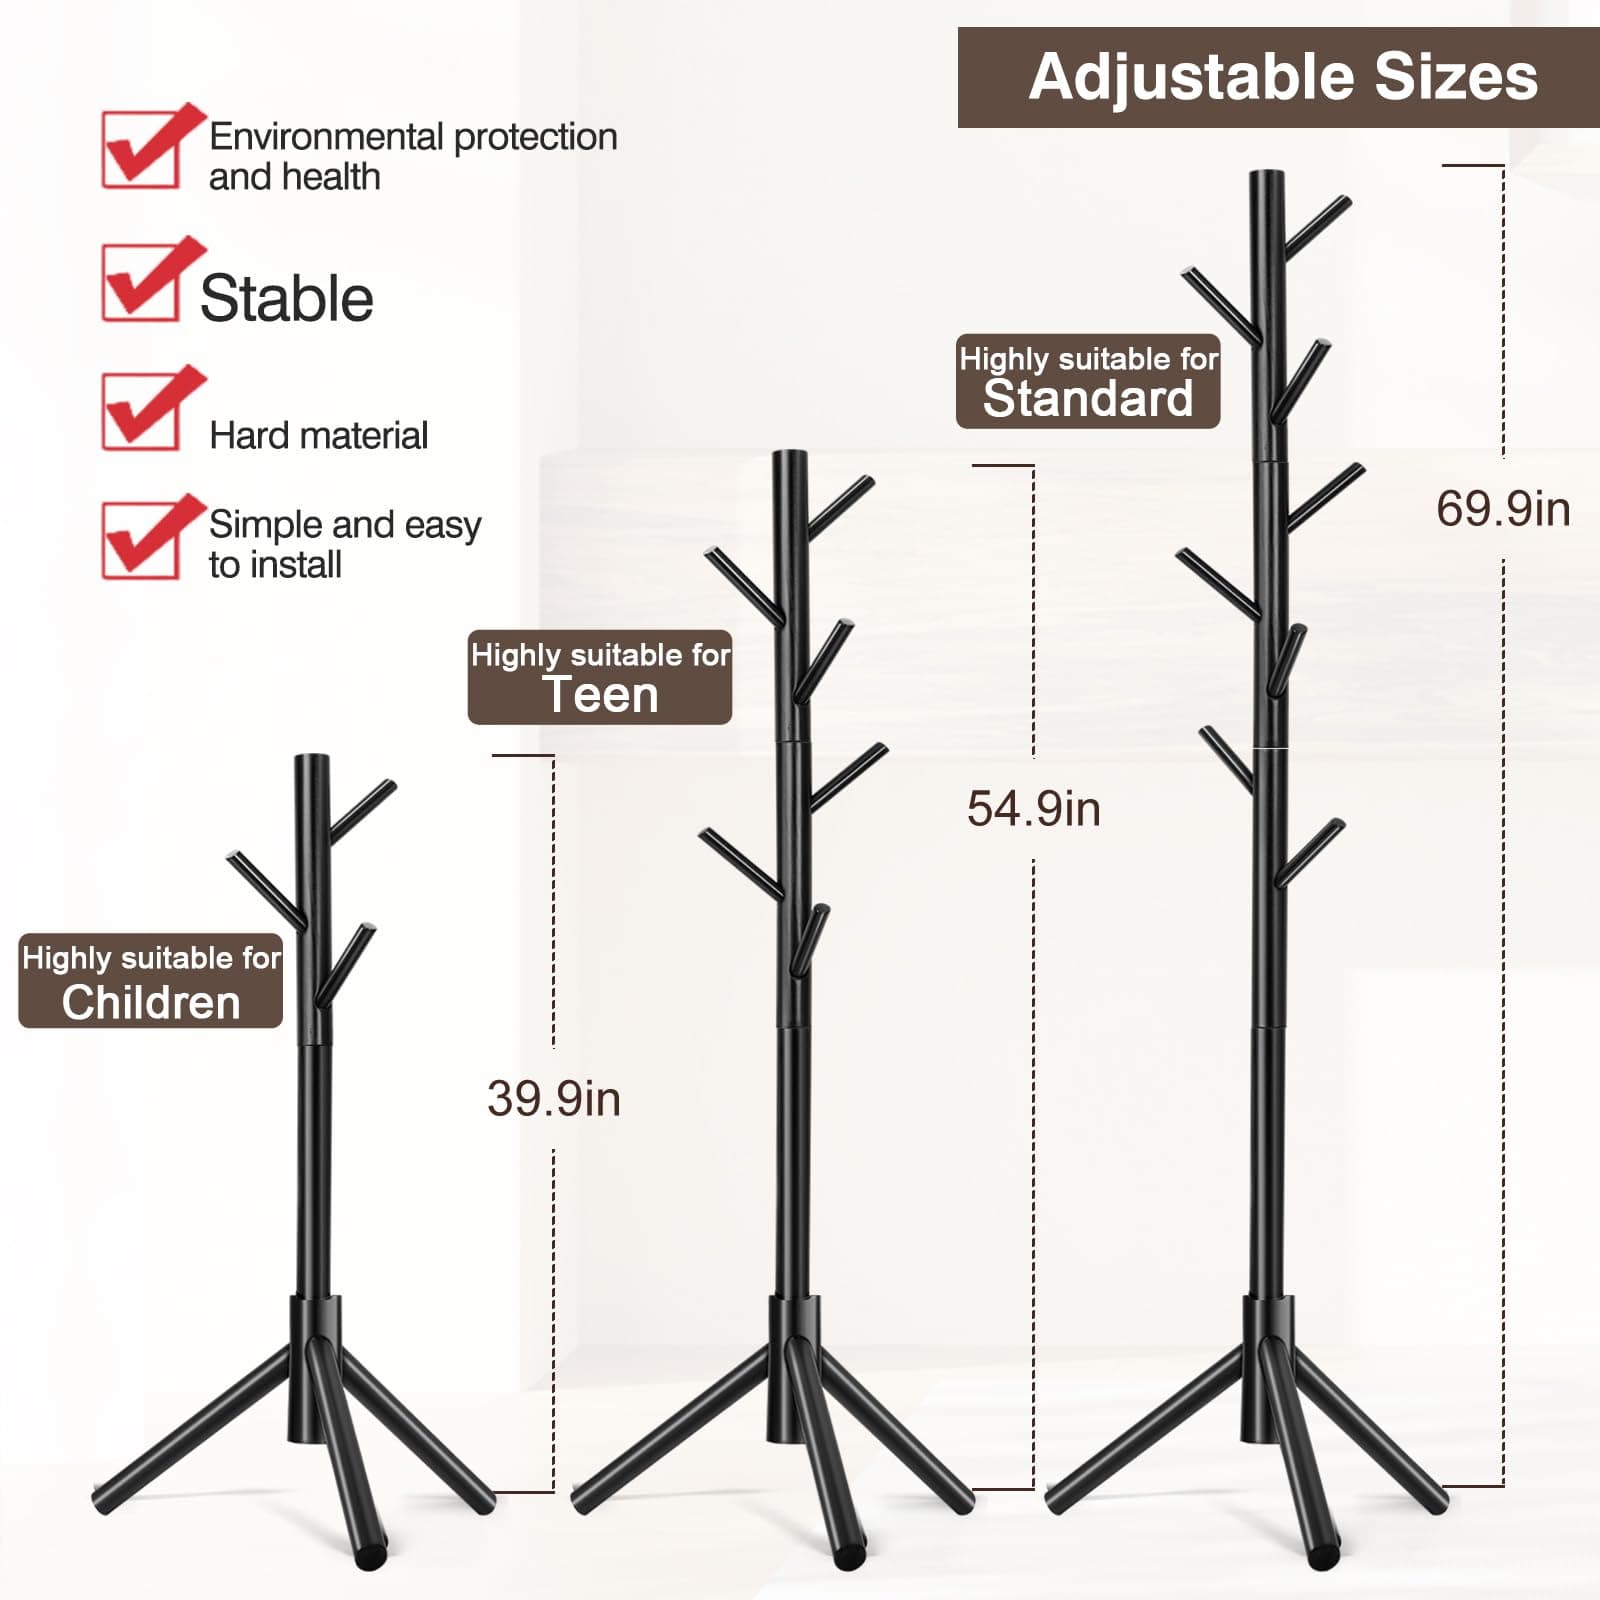 Adjustable Sizes
Environmental protection
and health
Stable
Hard material
Simple and easy
to install
Highly suitable for
Standard
69.9in
Highly suitable for
Teen
54.9in
Highly suitable for
Children
39.9in